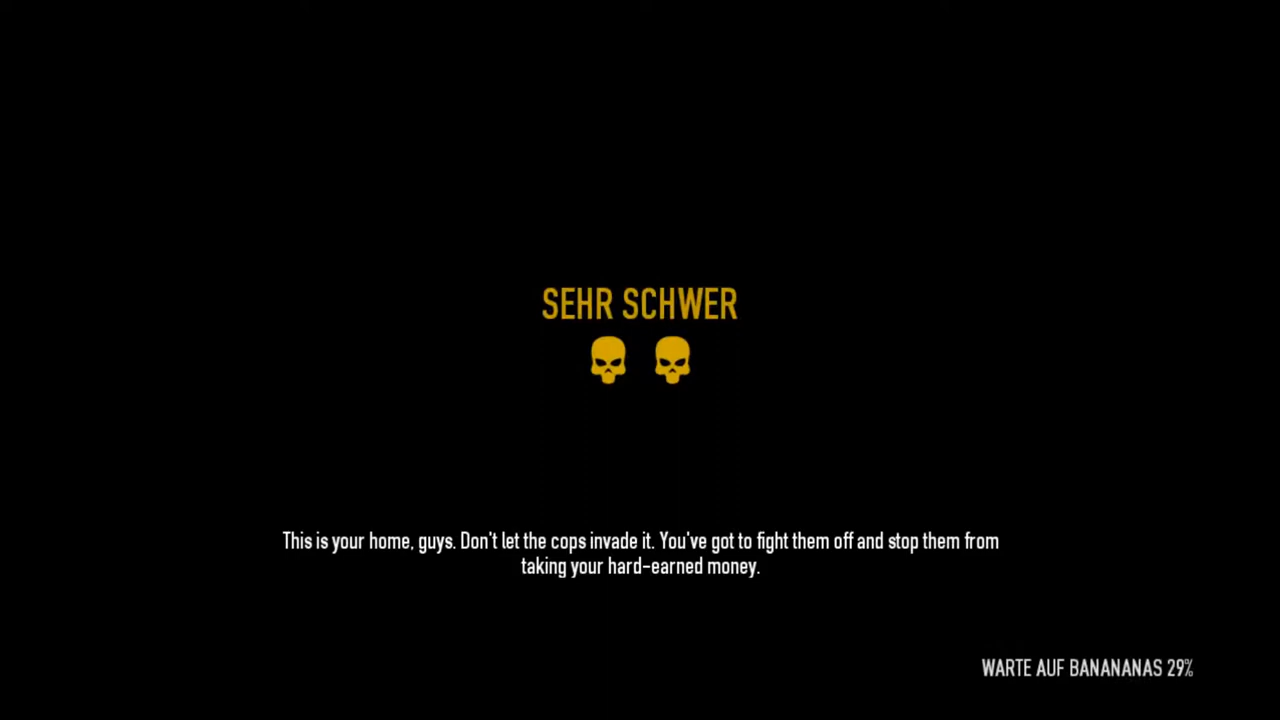 SEHR SCHWER
This is your home, guys. Don't let the cops invade it. You've got to fight them off and stop them from
taking your hard-earned money.
WARTE AUF BANANANAS 29%